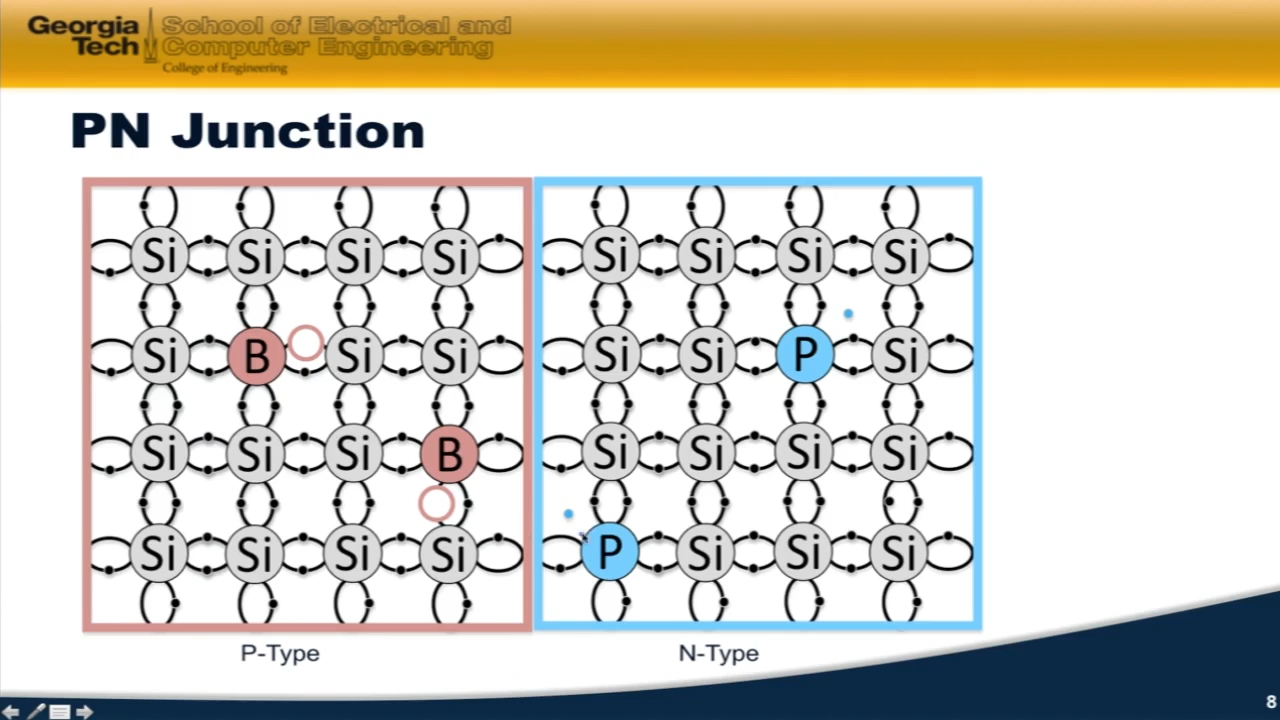 Georgia Tech
School of Electrical and
Computer Engineering
College of Engineering
PN Junction
Si Si Si Si Si Si Si Si
Si B Si Si Si Si P Si
Si Si Si B Si Si Si Si
Si Si Si Si P Si Si Si
P-Type N-Type
8